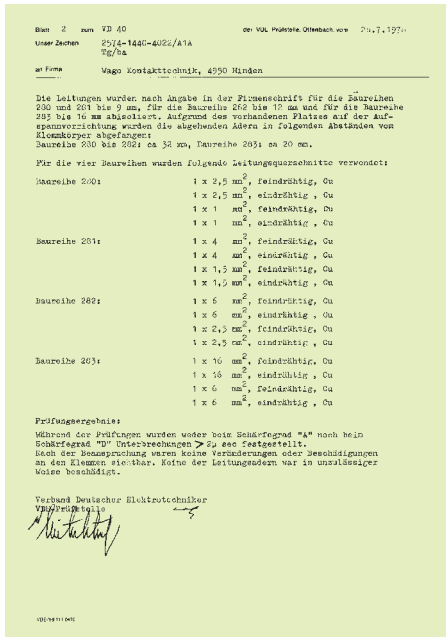 Blatt 2 zum VD 40 der VDE Prüfstelle, Offenbach, vom 25.7.1978
Unser Zeichen 2574-1440-4022/A1A
Tg/ba
an Firma Wago Kontakttechnik, 4950 Minden
Die Leitungen wurden nach Angabe in der Firmenschrift für die Baureihen
280 und 281 bis 9 mm, für die Baureihe 282 bis 12 mm und für die Baureihe
283 bis 16 mm abisoliert. Aufgrund des vorhandenen Platzes auf der Auf-
spannvorrichtung wurden die abgehenden Adern in folgenden Abständen vom
Klemmkörper abgefangen:
Baureihe 280 bis 282: ca 32 mm, Baureihe 283: ca 20 mm.
Für die vier Baureihen wurden folgende Leitungsquerschnitte verwendet:
Baureihe 280: 1 x 2,5 mm², feindrähtig, Cu
1 x 2,5 mm², eindrähtig , Cu
1 x 1 mm², feindrähtig, Cu
1 x 1 mm², eindrähtig , Cu
Baureihe 281: 1 x 4 mm², feindrähtig, Cu
1 x 4 mm², eindrähtig , Cu
1 x 1,5 mm², feindrähtig, Cu
1 x 1,5 mm², eindrähtig , Cu
Baureihe 282: 1 x 6 mm², feindrähtig, Cu
1 x 6 mm², eindrähtig , Cu
1 x 2,5 mm², feindrähtig, Cu
1 x 2,5 mm², eindrähtig , Cu
Baureihe 283: 1 x 16 mm², feindrähtig, Cu
1 x 16 mm², eindrähtig , Cu
1 x 6 mm², feindrähtig, Cu
1 x 6 mm², eindrähtig , Cu
Prüfungsergebnis:
Während der Prüfungen wurden weder beim Schärfegrad "A" noch beim
Schärfegrad "D" Unterbrechungen > 2µ sec festgestellt.
Nach der Beanspruchung waren keine Veränderungen oder Beschädigungen
an den Klemmen sichtbar. Keine der Leitungsadern war in unzulässiger
Weise beschädigt.
Verband Deutscher Elektrotechniker
VDE-Prüfstelle